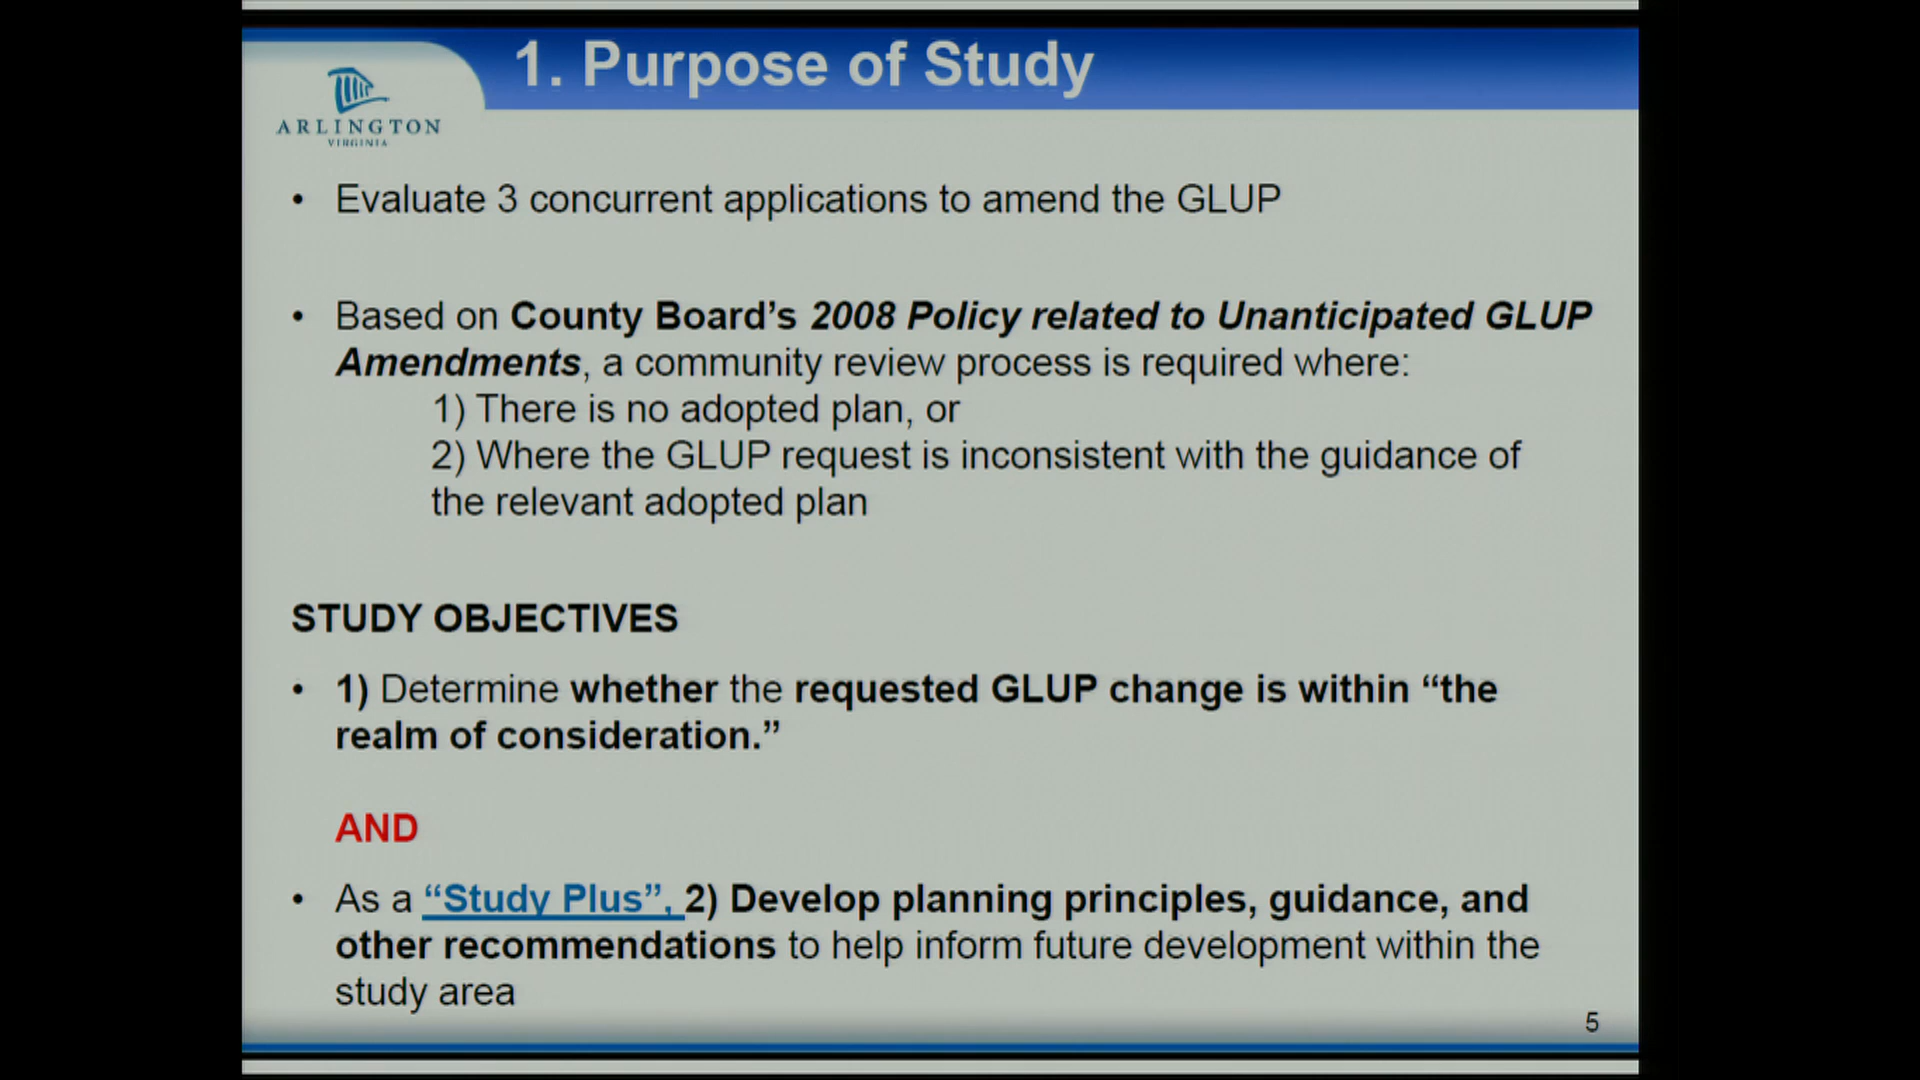 1. Purpose of Study
ARLINGTON
VIRGINIA
• Evaluate 3 concurrent applications to amend the GLUP
• Based on County Board’s 2008 Policy related to Unanticipated GLUP
Amendments, a community review process is required where:
1) There is no adopted plan, or
2) Where the GLUP request is inconsistent with the guidance of
the relevant adopted plan
STUDY OBJECTIVES
• 1) Determine whether the requested GLUP change is within “the
realm of consideration.”
AND
• As a “Study Plus”, 2) Develop planning principles, guidance, and
other recommendations to help inform future development within the
study area
5